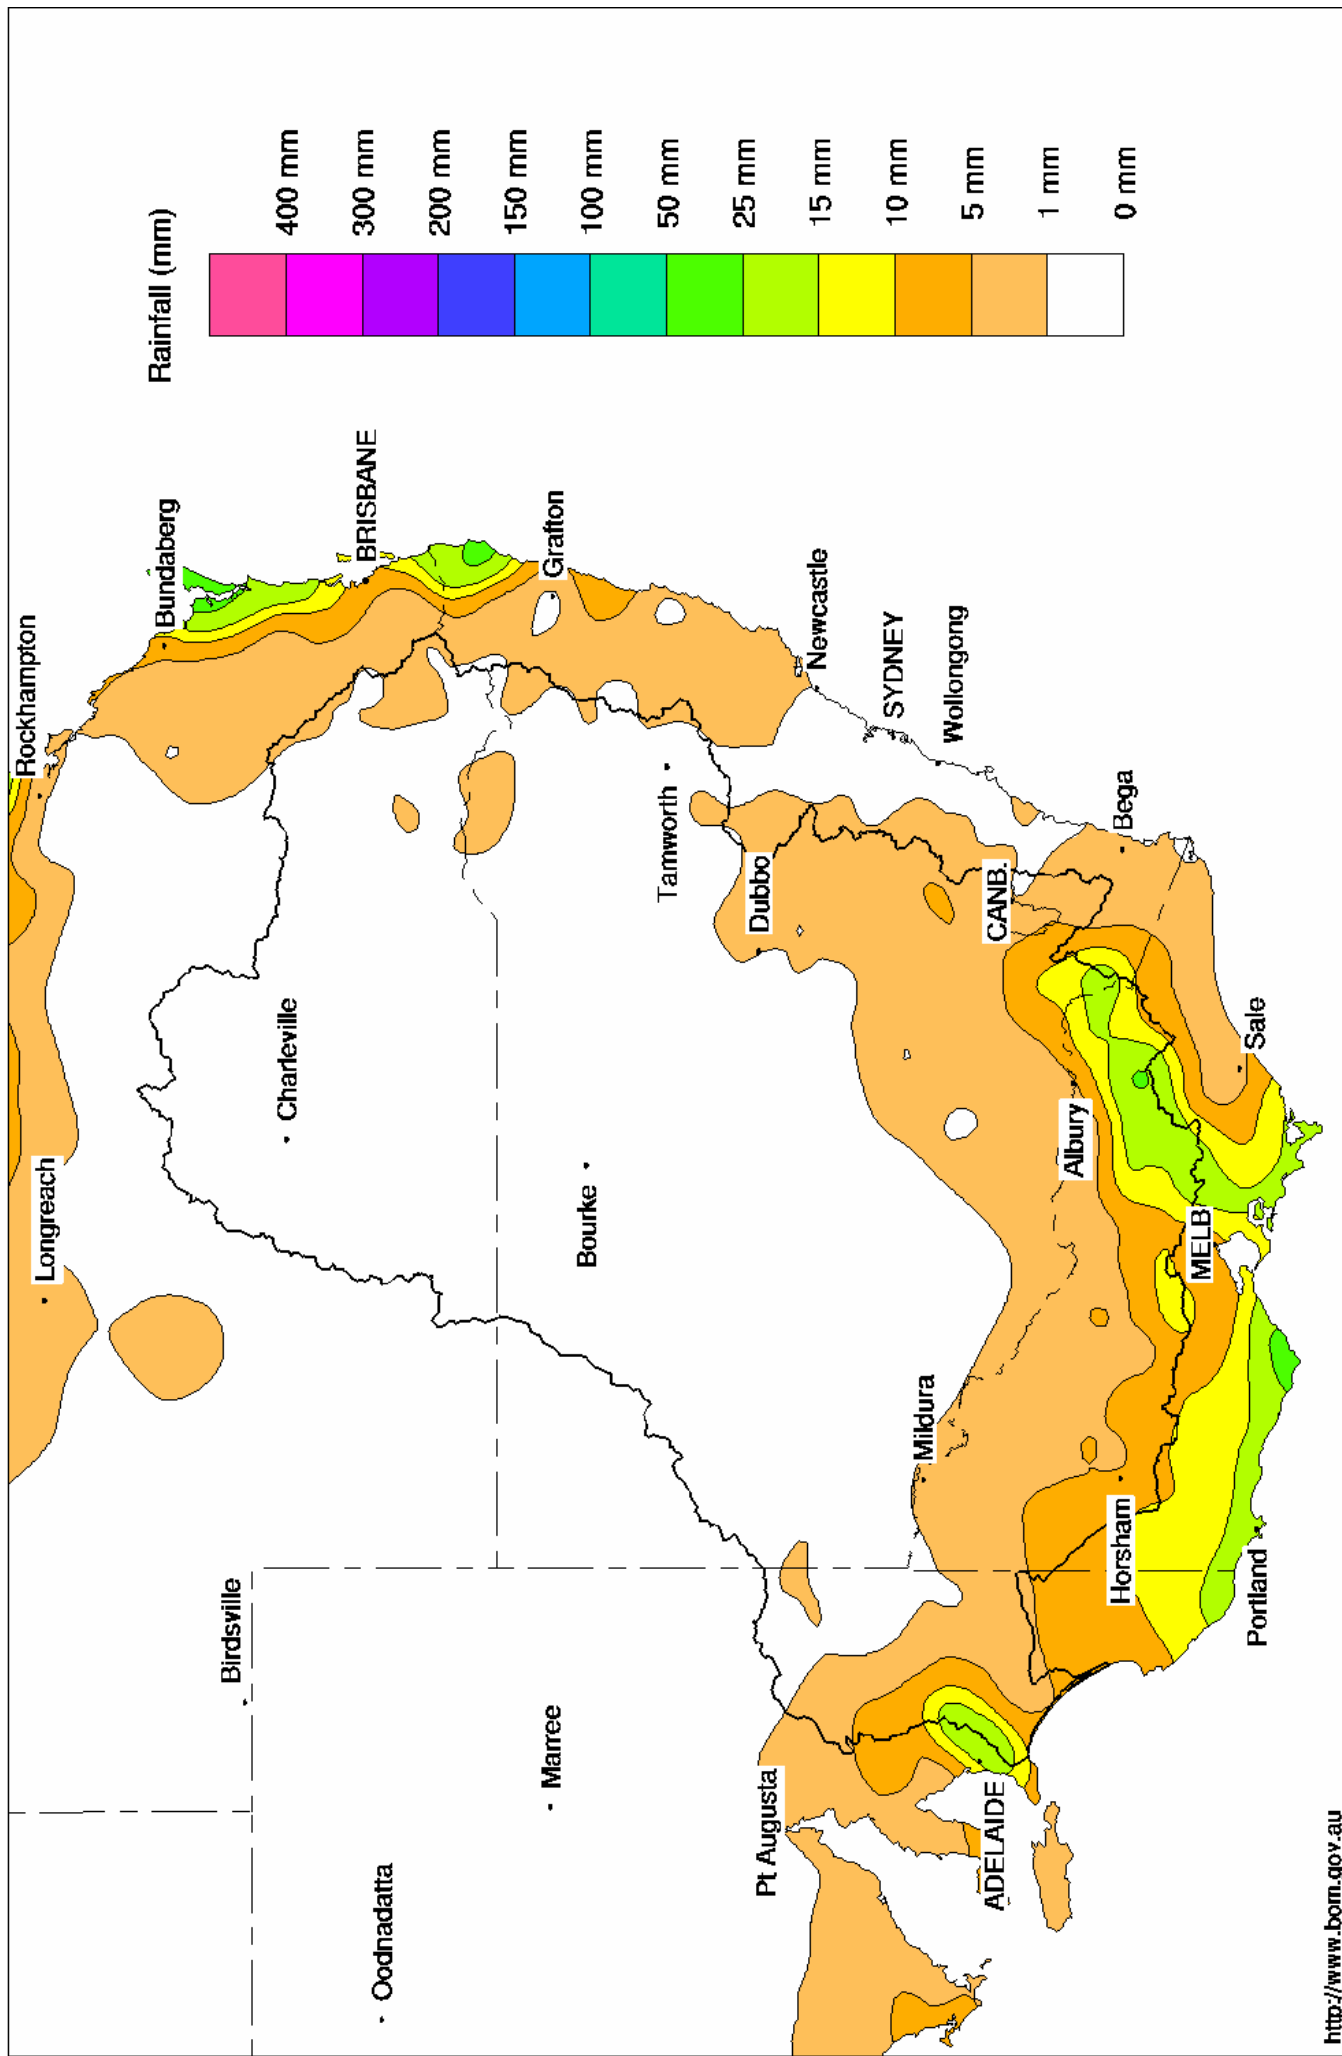 Rainfall (mm)
400 mm
300 mm
200 mm
150 mm
100 mm
50 mm
25 mm
15 mm
10 mm
5 mm
1 mm
0 mm
Rockhampton
Longreach
Bundaberg
Birdsville
Charleville
BRISBANE
Oodnadatta
Marree
Bourke
Grafton
Tamworth
Pt Augusta
Dubbo
Newcastle
Mildura
SYDNEY
Wollongong
ADELAIDE
CANB.
Albury
Bega
Horsham
MELB
Sale
Portland
http://www.bom.gov.au